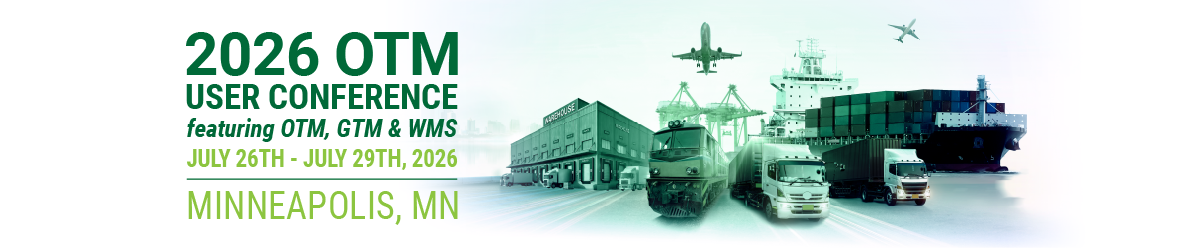 2026 OTM
USER CONFERENCE
featuring OTM, GTM & WMS
JULY 26TH - JULY 29TH, 2026
MINNEAPOLIS, MN
WAREHOUSE